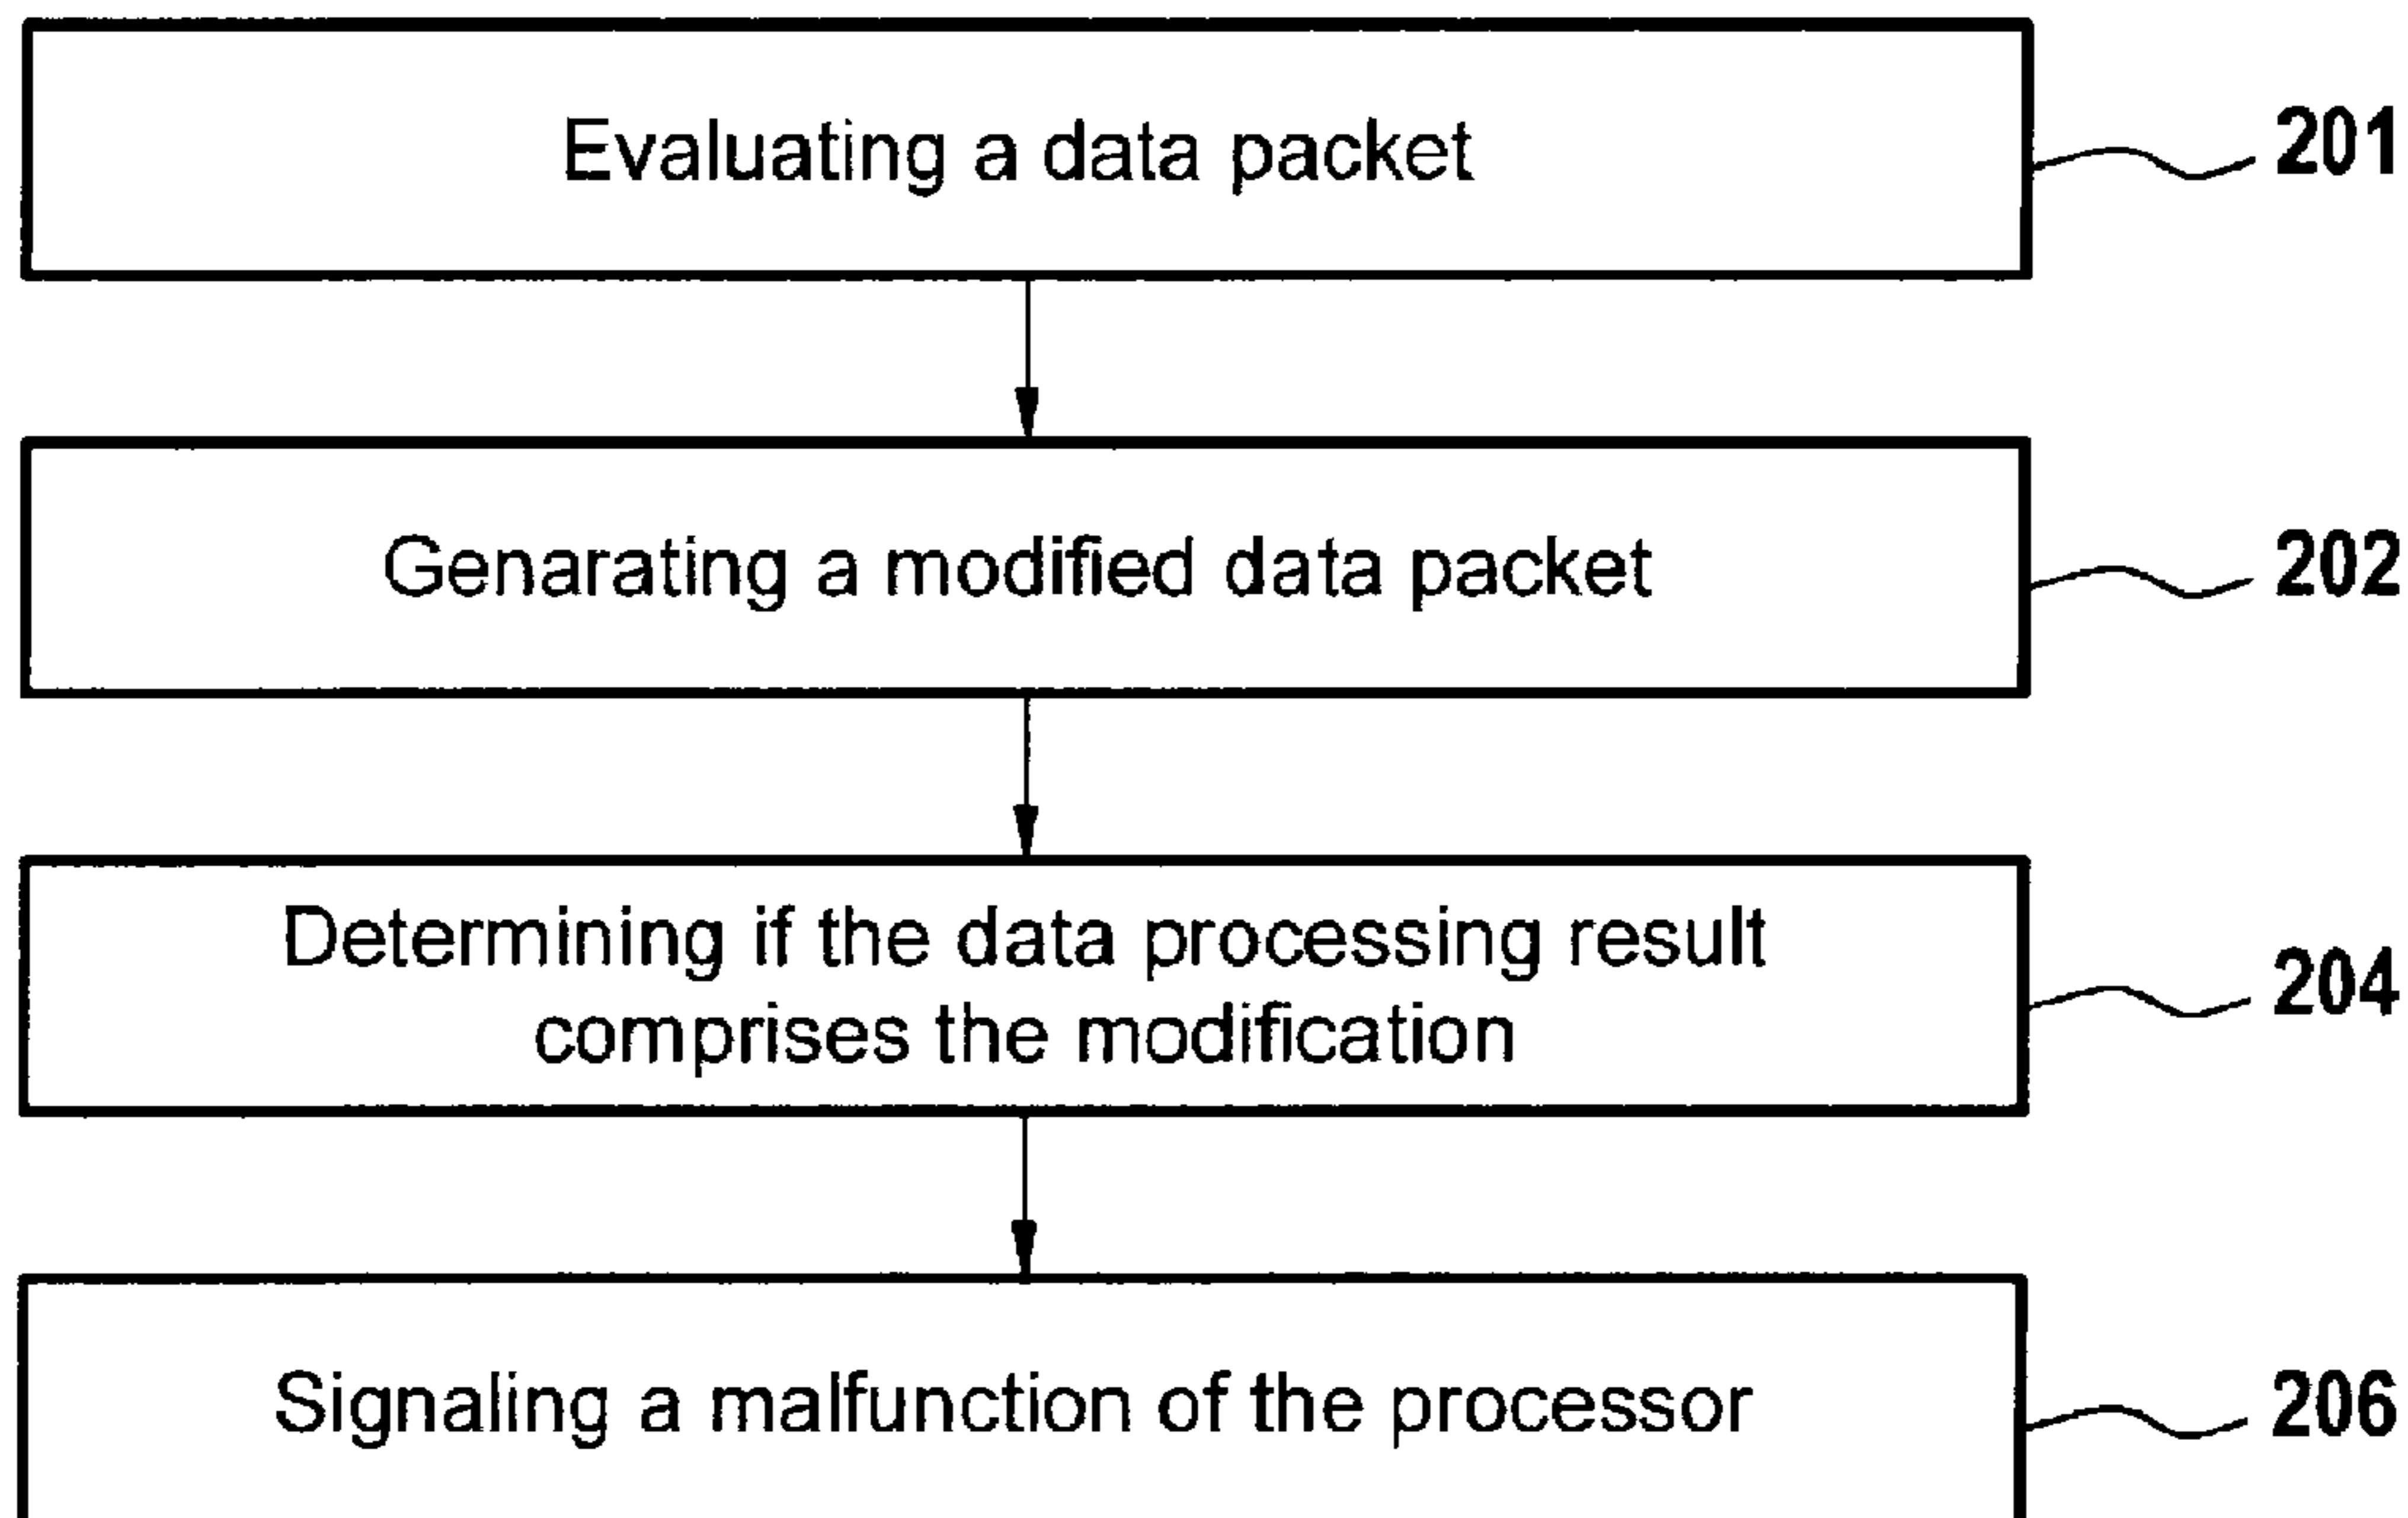 Evaluating a data packet
201
Genarating a modified data packet
202
Determining if the data processing result
comprises the modification
204
Signaling a malfunction of the processor
206